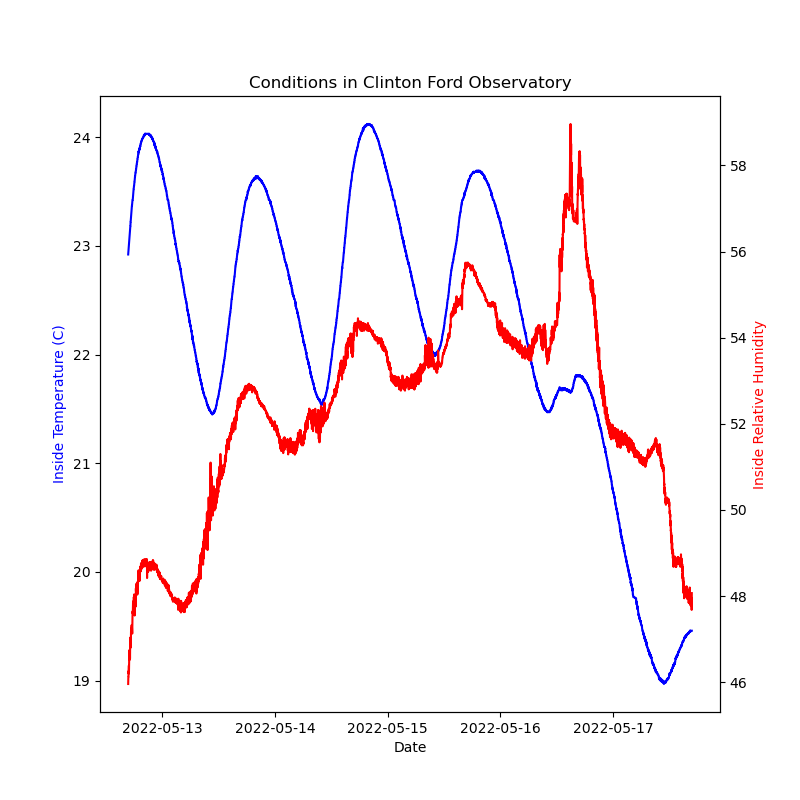 Conditions in Clinton Ford Observatory
24
23
22
21
20
19
Inside Temperature (C)
58
56
54
52
50
48
46
Inside Relative Humidity
2022-05-13 2022-05-14 2022-05-15 2022-05-16 2022-05-17
Date